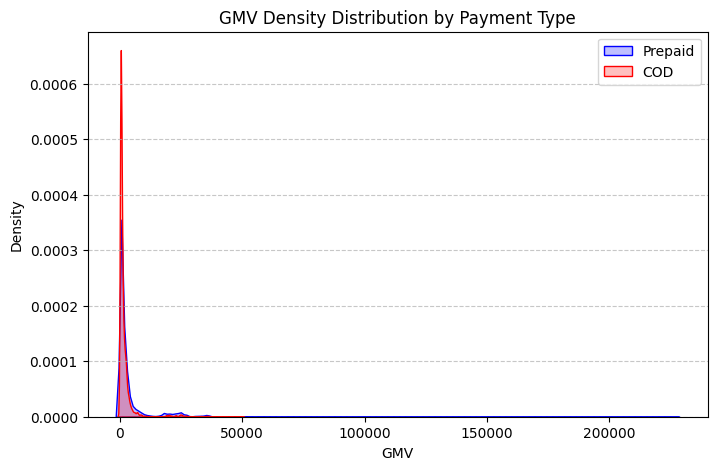 GMV Density Distribution by Payment Type
Prepaid
COD
0.0006
0.0005
0.0004
0.0003
0.0002
0.0001
0.0000
Density
0
50000
100000
150000
200000
GMV